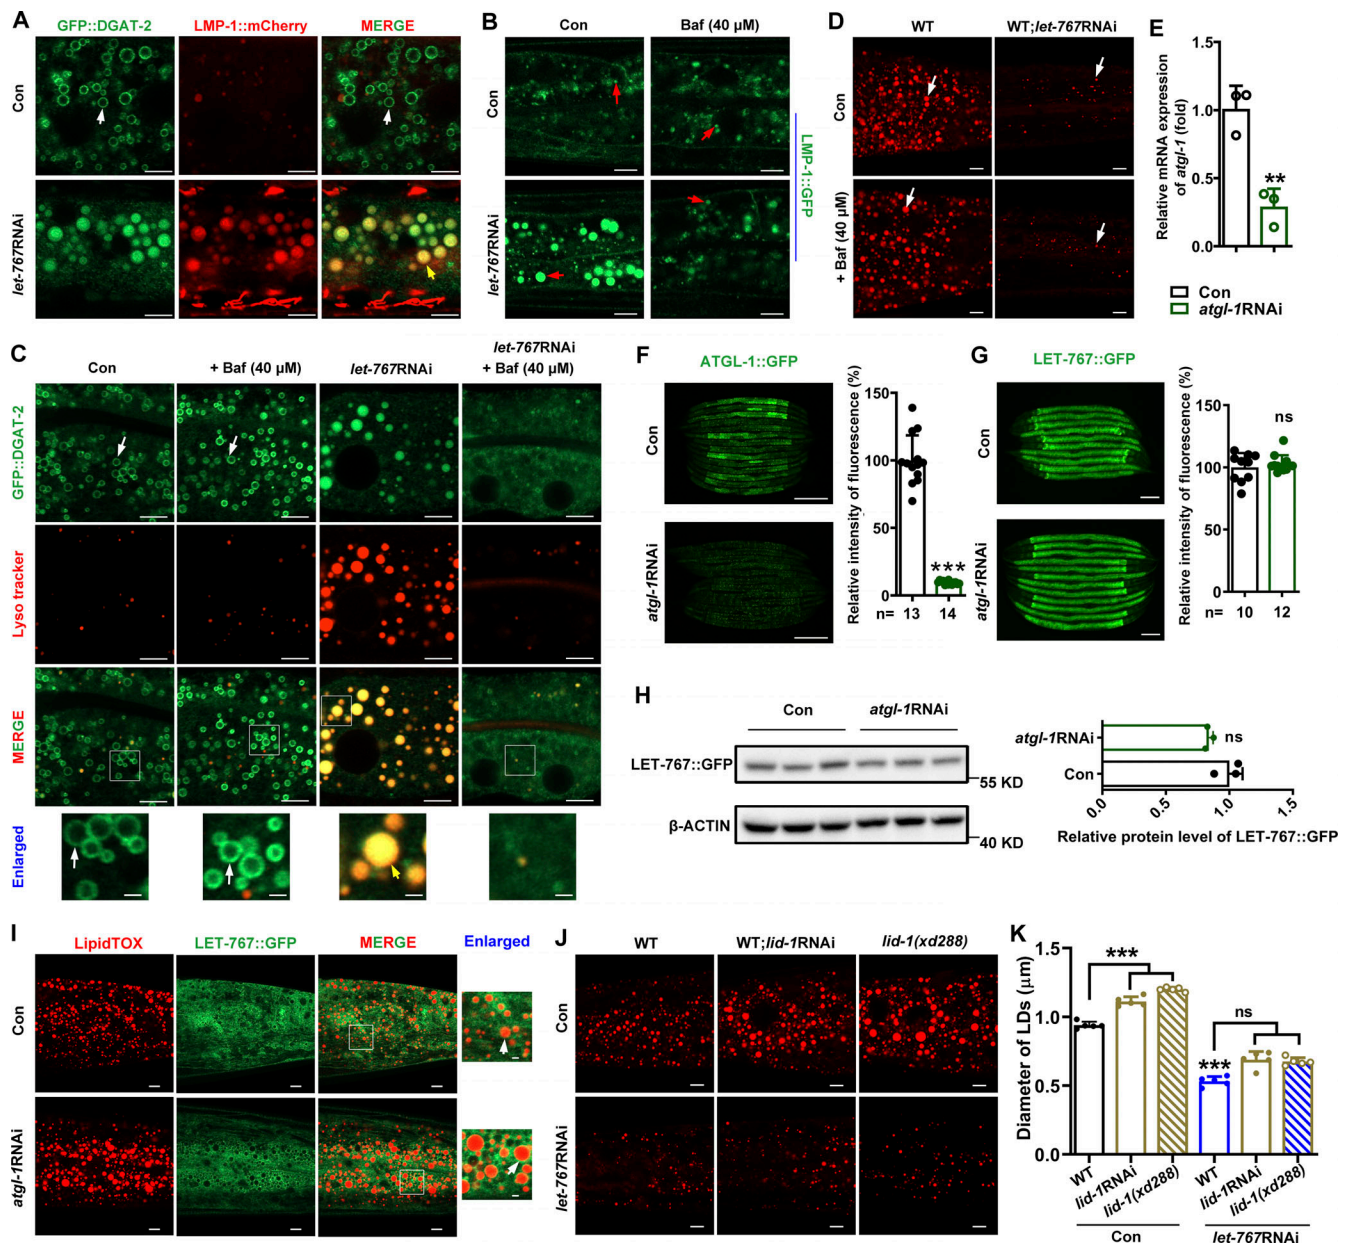 A
GFP::DGAT-2
LMP-1::mCherry
MERGE
Con
let-767RNAi
B
Con
Baf (40 μM)
Con
let-767RNAi
LMP-1::GFP
D
WT
WT;let-767RNAi
Con
+ Baf (40 μM)
E
Relative mRNA expression
of atgl-1 (fold)
1.5
1.0
0.5
0.0
**
Con
atgl-1RNAi
C
Con
+ Baf (40 μM)
let-767RNAi
let-767RNAi
+ Baf (40 μM)
GFP::DGAT-2
Lyso tracker
MERGE
Enlarged
F
ATGL-1::GFP
Con
atgl-1RNAi
Relative intensity of fluorescence (%)
150
100
50
0
***
n= 13 14
G
LET-767::GFP
Con
atgl-1RNAi
Relative intensity of fluorescence (%)
150
100
50
0
ns
n= 10 12
H
Con
atgl-1RNAi
LET-767::GFP
55 KD
β-ACTIN
40 KD
atgl-1RNAi
ns
Con
0.0 0.5 1.0 1.5
Relative protein level of LET-767::GFP
I
LipidTOX
LET-767::GFP
MERGE
Enlarged
Con
atgl-1RNAi
J
WT
WT;lid-1RNAi
lid-1(xd288)
Con
let-767RNAi
K
Diameter of LDs (μm)
1.5
1.0
0.5
0.0
***
ns
***
WT
lid-1RNAi
lid-1(xd288)
WT
lid-1RNAi
lid-1(xd288)
Con
let-767RNAi